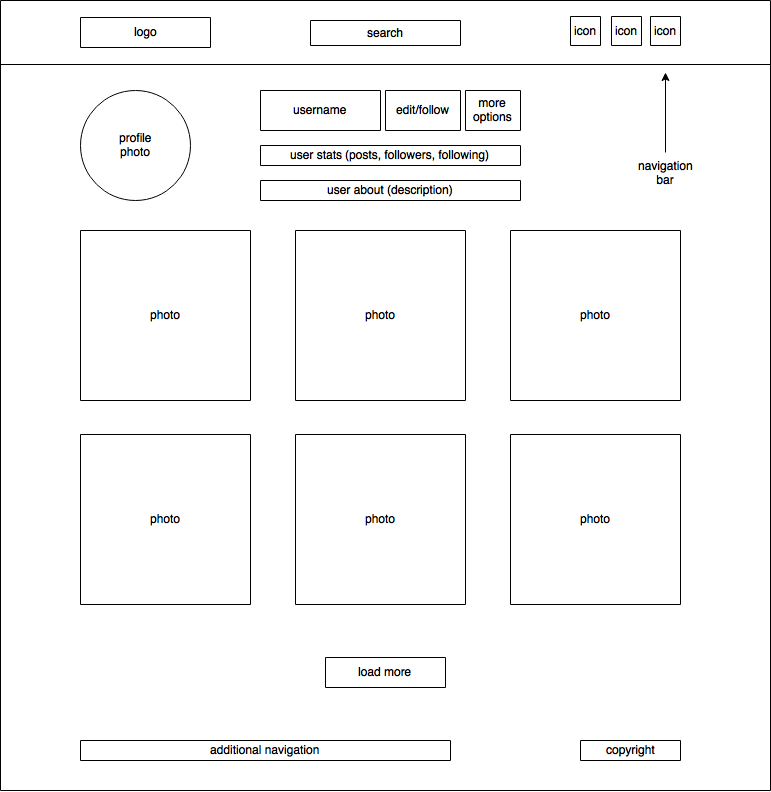 logo
search
icon
icon
icon
profile
photo
username
edit/follow
more
options
user stats (posts, followers, following)
user about (description)
navigation
bar
photo
photo
photo
photo
photo
photo
load more
additional navigation
copyright